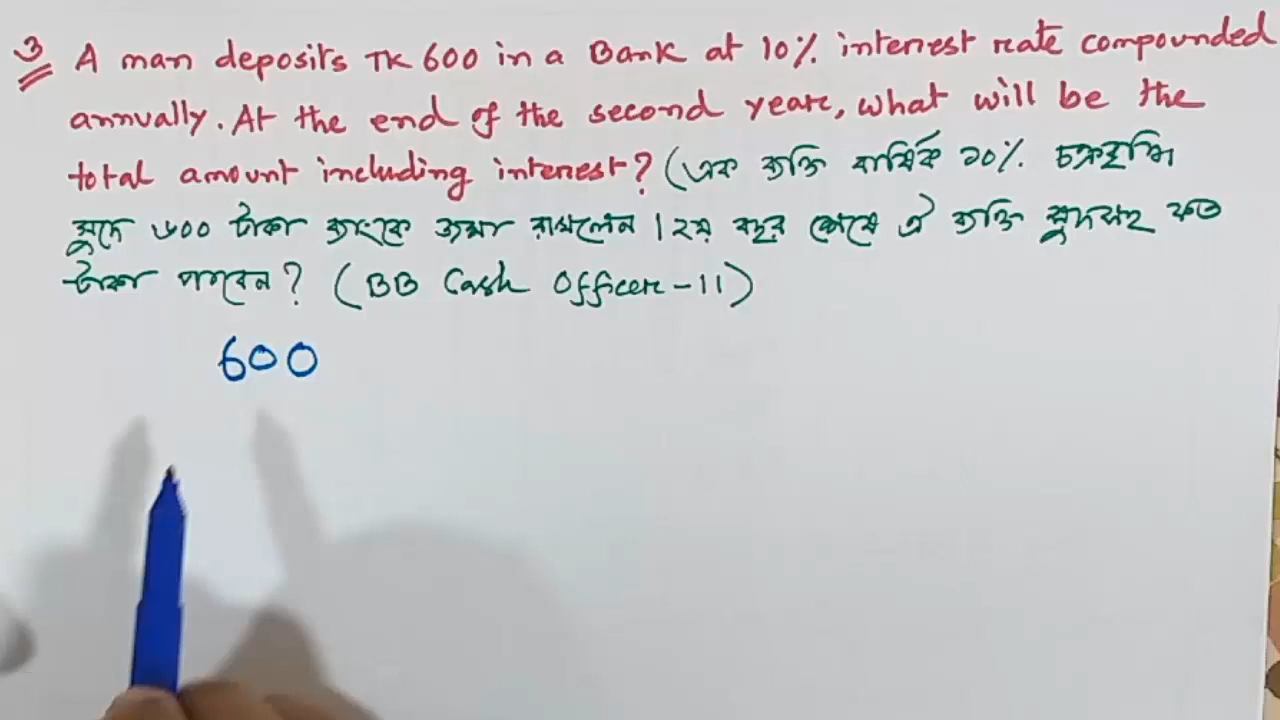 ৩ A man deposits TK 600 in a Bank at 10% interest rate compounded
annually. At the end of the second year, what will be the
total amount including interest? (এক ব্যক্তি বার্ষিক ১০% চক্রবৃদ্ধি
সুদে ৬০০ টাকা ব্যাংকে জমা রাখলেন। ২য় বছর শেষে ঐ ব্যক্তি সুদসহ কত
টাকা পাবেন? (BB Cash Officer-11)
600